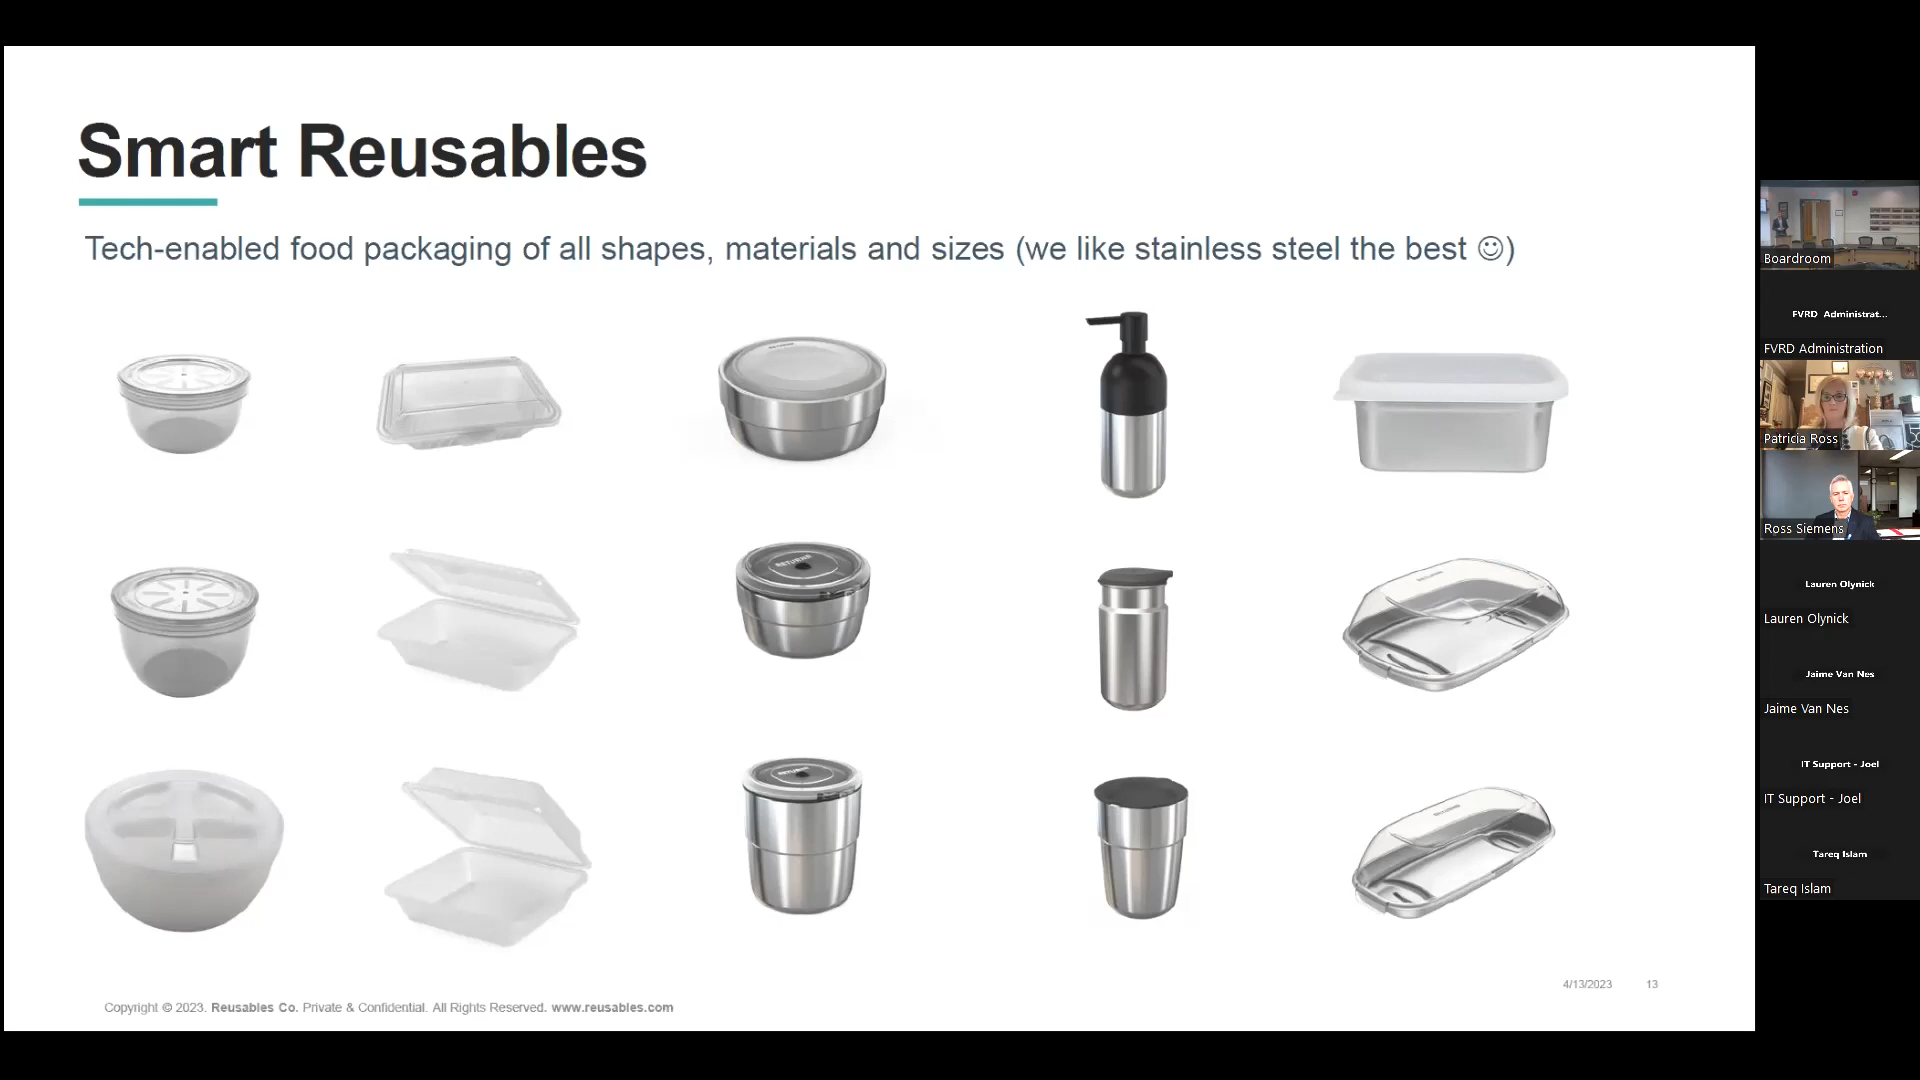 Smart Reusables
Tech-enabled food packaging of all shapes, materials and sizes (we like stainless steel the best ☺)
4/13/2023
13
Copyright © 2023. Reusables Co. Private & Confidential. All Rights Reserved. www.reusables.com
Boardroom
FVRD Administrat...
FVRD Administration
Patricia Ross
Ross Siemens
Lauren Olynick
Lauren Olynick
Jaime Van Nes
Jaime Van Nes
IT Support - Joel
IT Support - Joel
Tareq Islam
Tareq Islam